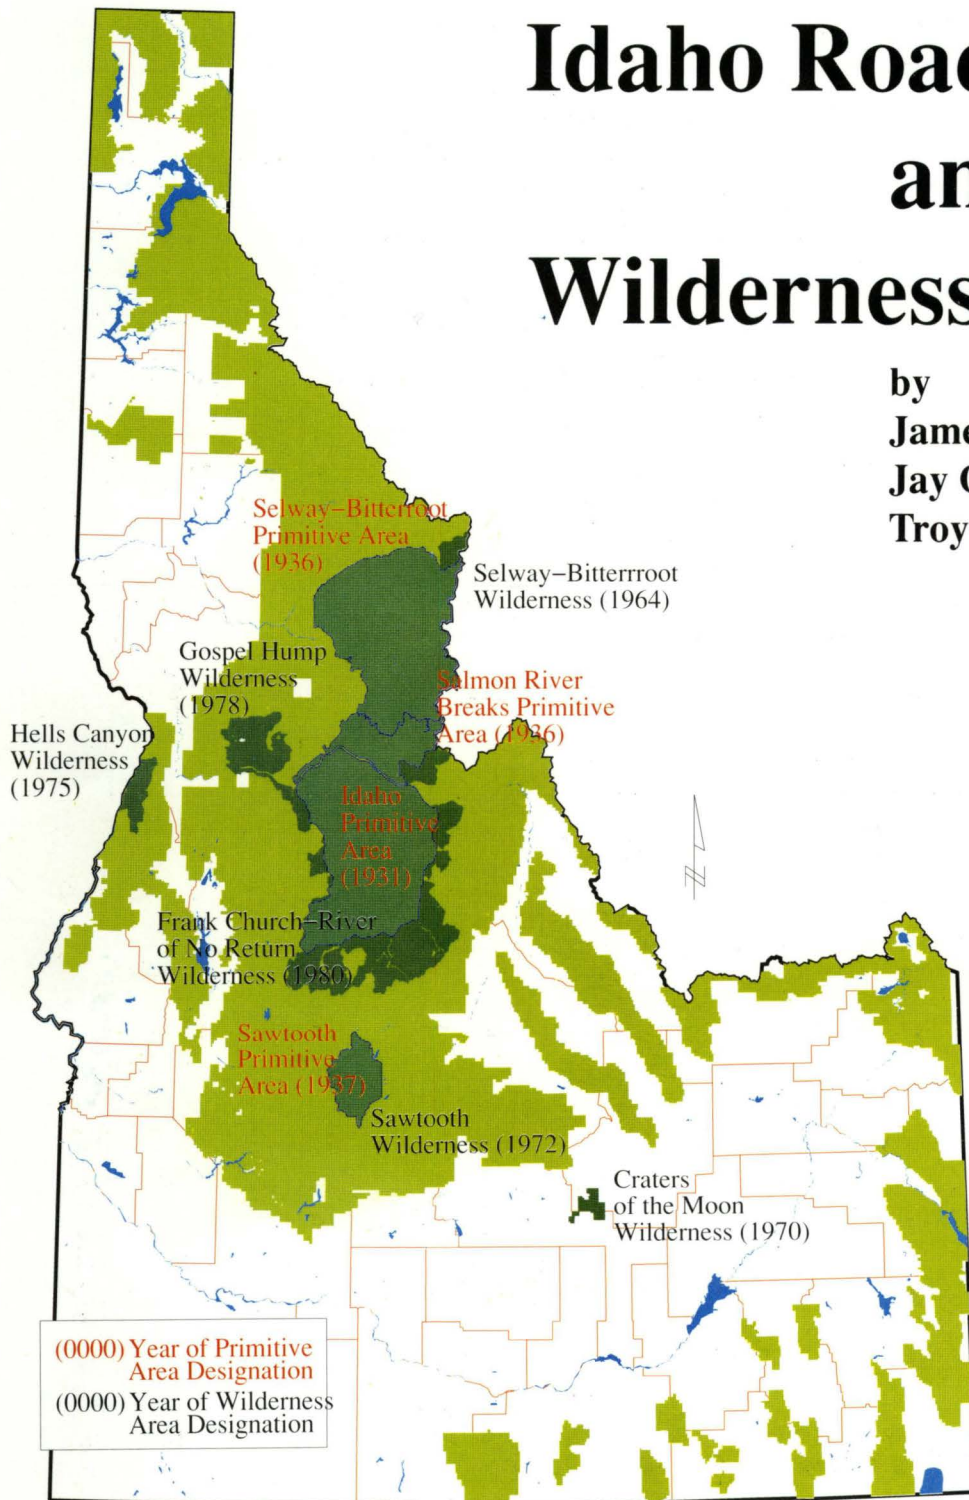 Idaho Road
an
Wilderness
by
Jame
Jay
Troy
Selway–Bitterroot
Primitive Area
(1936)
Selway–Bitterrroot
Wilderness (1964)
Gospel Hump
Wilderness
(1978)
Salmon River
Breaks Primitive
Area (1936)
Hells Canyon
Wilderness
(1975)
Idaho
Primitive
Area
(1931)
Frank Church–River
of No Return
Wilderness (1980)
Sawtooth
Primitive
Area (1937)
Sawtooth
Wilderness (1972)
Craters
of the Moon
Wilderness (1970)
(0000) Year of Primitive
Area Designation
(0000) Year of Wilderness
Area Designation